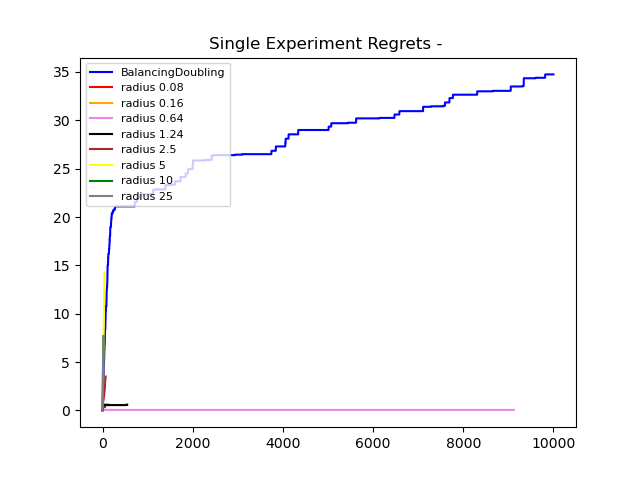 Single Experiment Regrets -
35
30
25
20
15
10
5
0
BalancingDoubling
radius 0.08
radius 0.16
radius 0.64
radius 1.24
radius 2.5
radius 5
radius 10
radius 25
0 2000 4000 6000 8000 10000